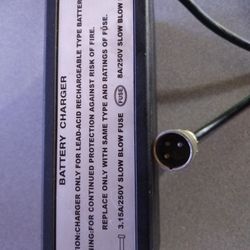 BATTERY CHARGER
TION:CHARGER ONLY FOR LEAD-ACID RECHARGEABLE TYPE BATTER
NING:FOR CONTINUED PROTECTION AGAINST RISK OF FIRE.
REPLACE ONLY WITH SAME TYPE AND RATINGS OF FUSE.
3.15A/250V SLOW BLOW FUSE FUSE 8A/250V SLOW BLOW